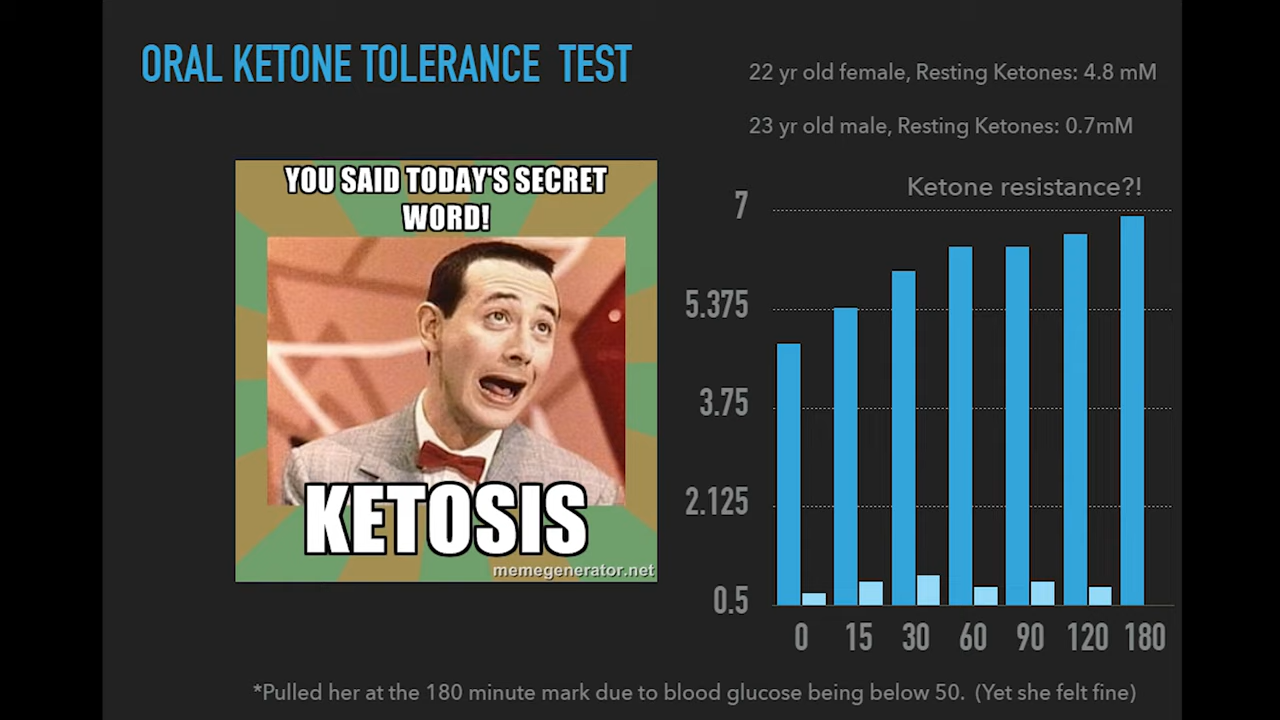 ORAL KETONE TOLERANCE TEST
22 yr old female, Resting Ketones: 4.8 mM
23 yr old male, Resting Ketones: 0.7mM
YOU SAID TODAY'S SECRET
WORD!
KETOSIS
memegenerator.net
Ketone resistance?!
7
5.375
3.75
2.125
0.5
0 15 30 60 90 120 180
*Pulled her at the 180 minute mark due to blood glucose being below 50. (Yet she felt fine)